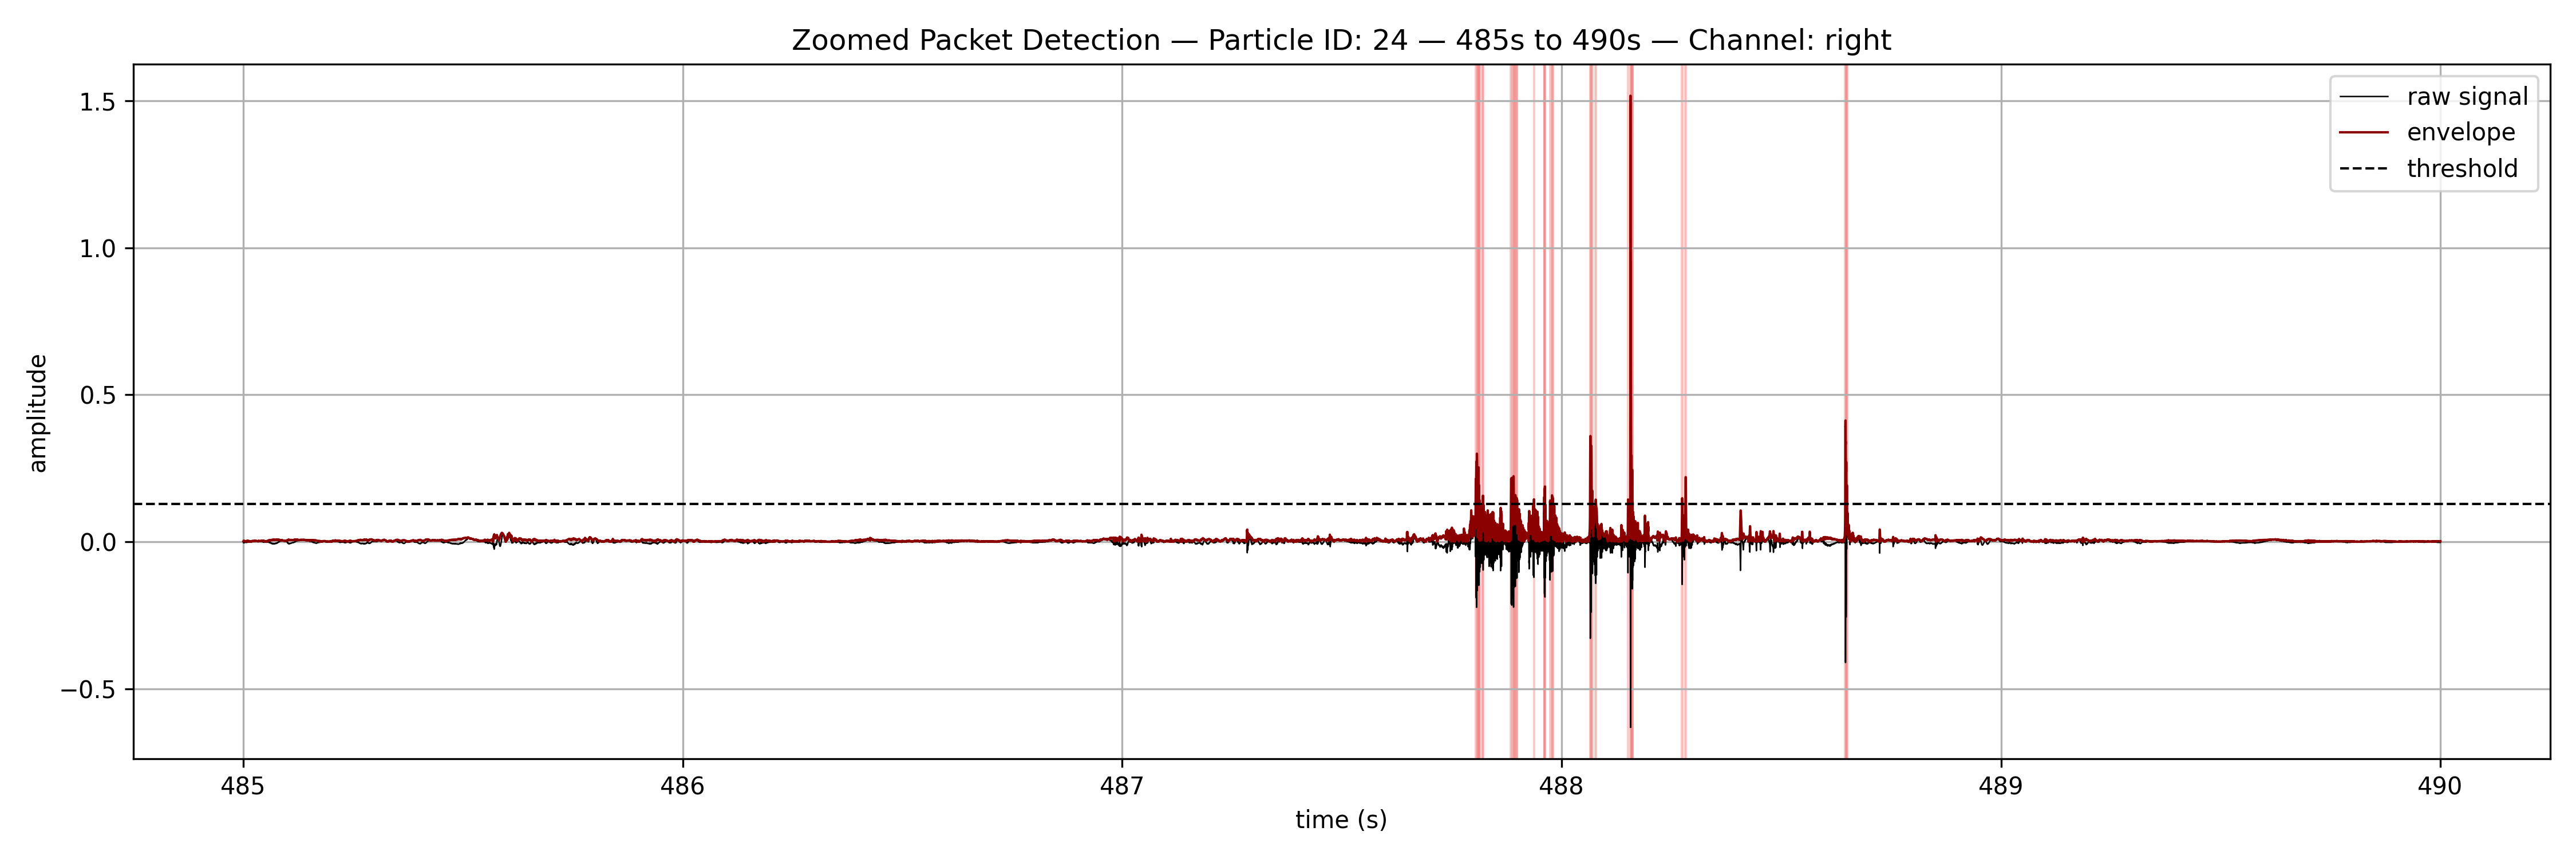 Zoomed Packet Detection — Particle ID: 24 — 485s to 490s — Channel: right
raw signal
envelope
threshold
amplitude
1.5
1.0
0.5
0.0
−0.5
485 486 487 488 489 490
time (s)